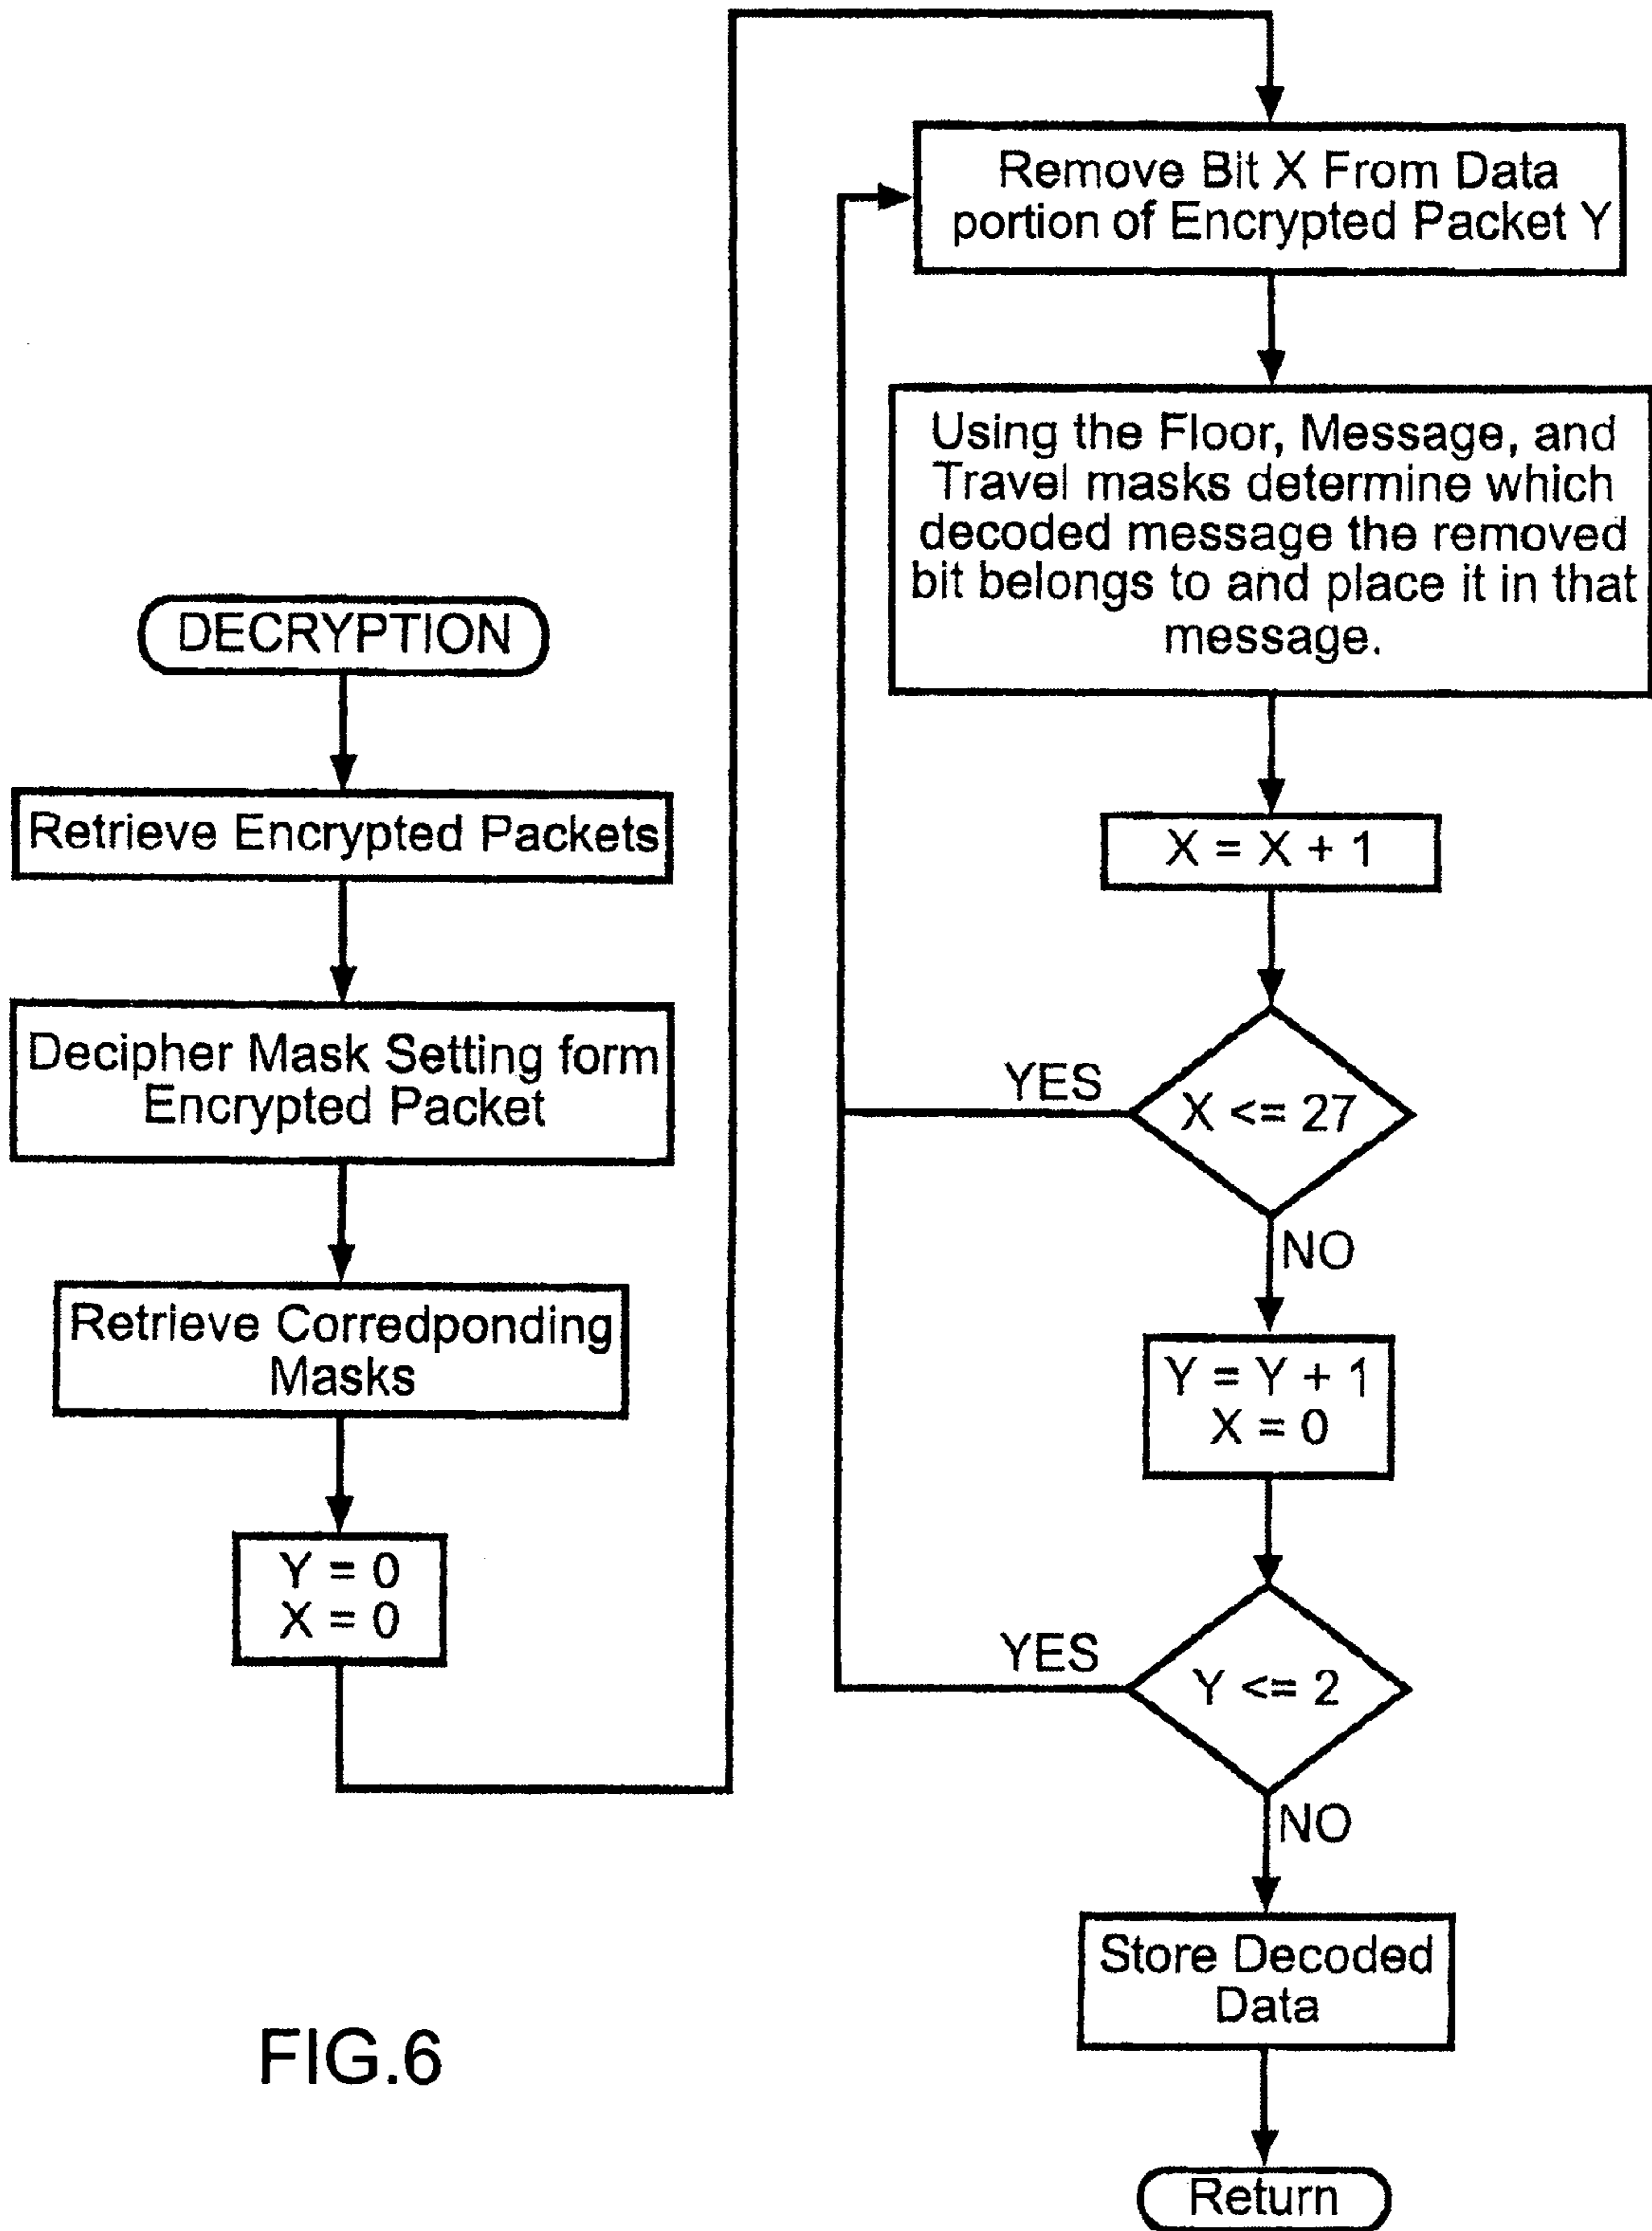 DECRYPTION
Retrieve Encrypted Packets
Decipher Mask Setting form
Encrypted Packet
Retrieve Corredponding
Masks
Y = 0
X = 0
Remove Bit X From Data
portion of Encrypted Packet Y
Using the Floor, Message, and
Travel masks determine which
decoded message the removed
bit belongs to and place it in that
message.
X = X + 1
X <= 27
YES
NO
Y = Y + 1
X = 0
Y <= 2
YES
NO
Store Decoded
Data
Return
FIG.6